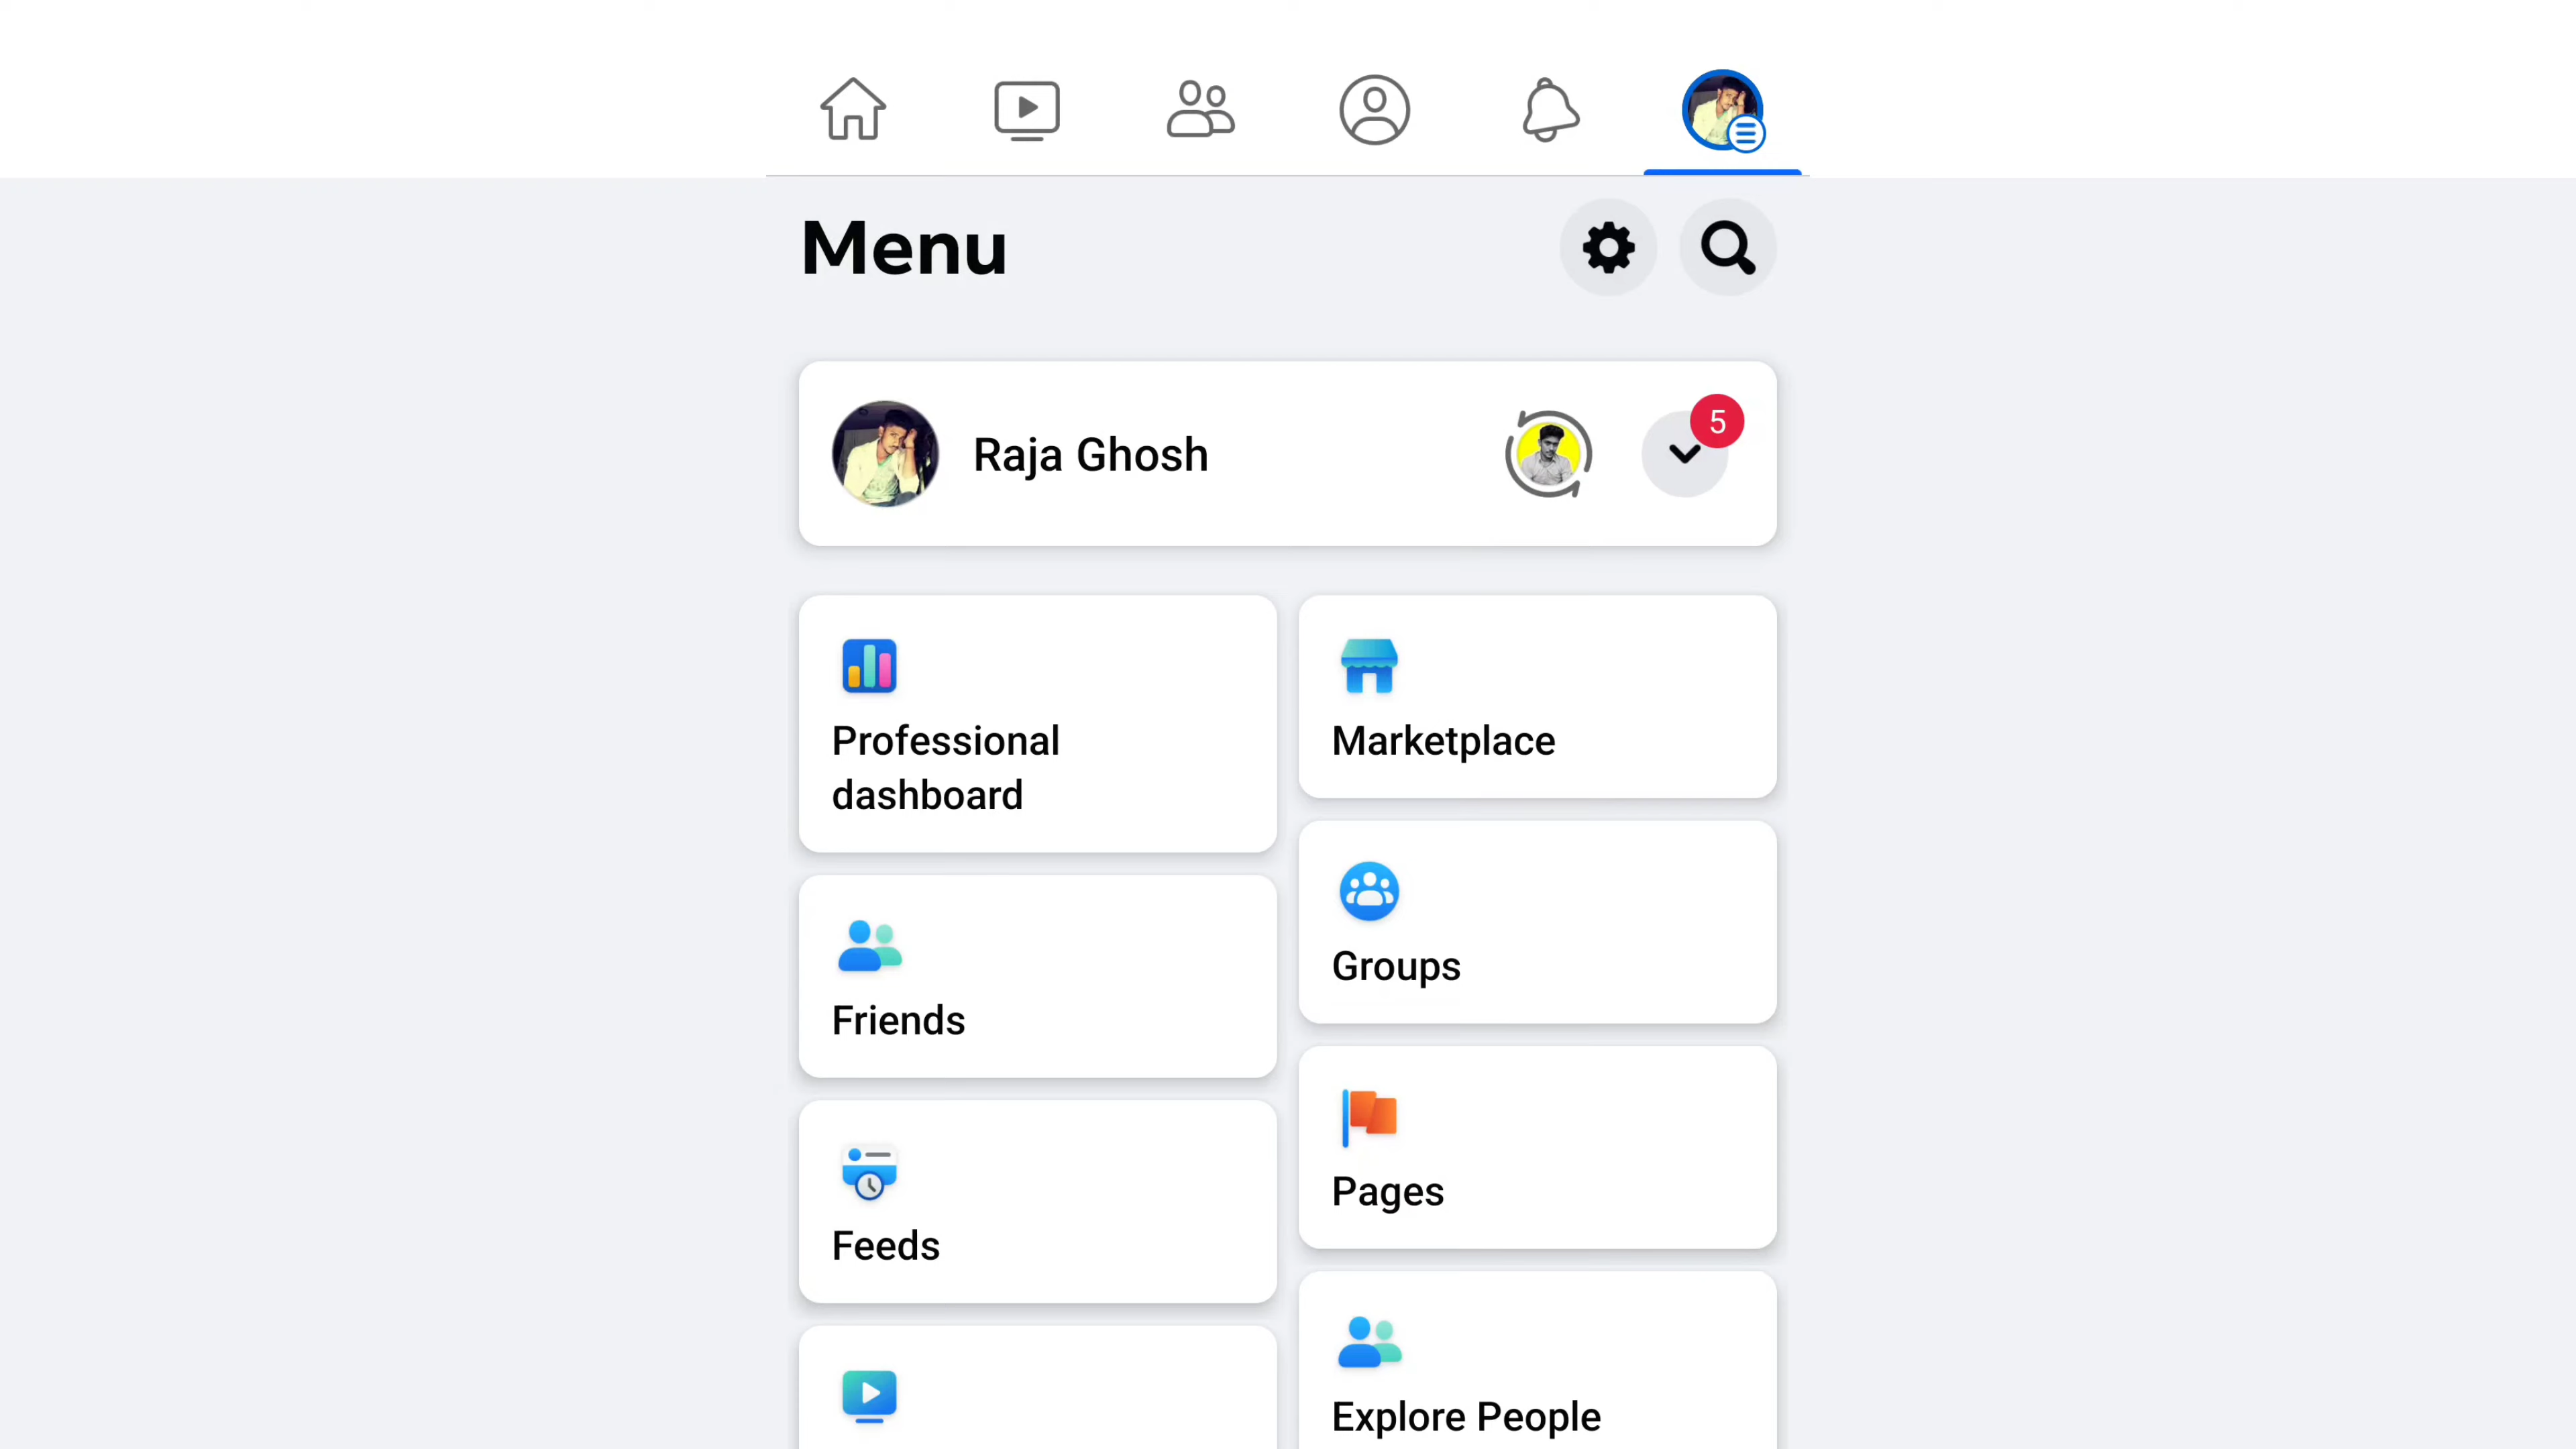 Menu
Raja Ghosh
5
Professional
dashboard
Marketplace
Friends
Groups
Feeds
Pages
Explore People